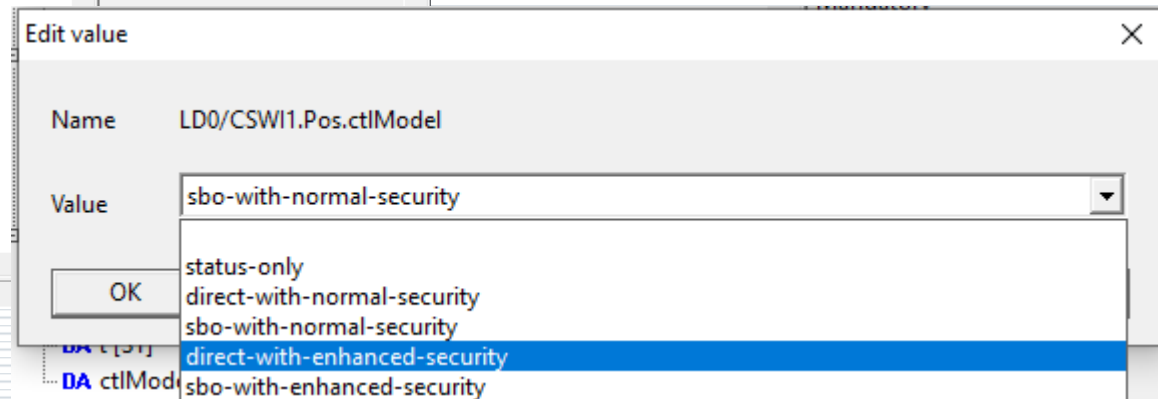 Edit value
Name LD0/CSWI1.Pos.ctlModel
Value sbo-with-normal-security
status-only
OK
direct-with-normal-security
sbo-with-normal-security
direct-with-enhanced-security
DA ctlMod
sbo-with-enhanced-security